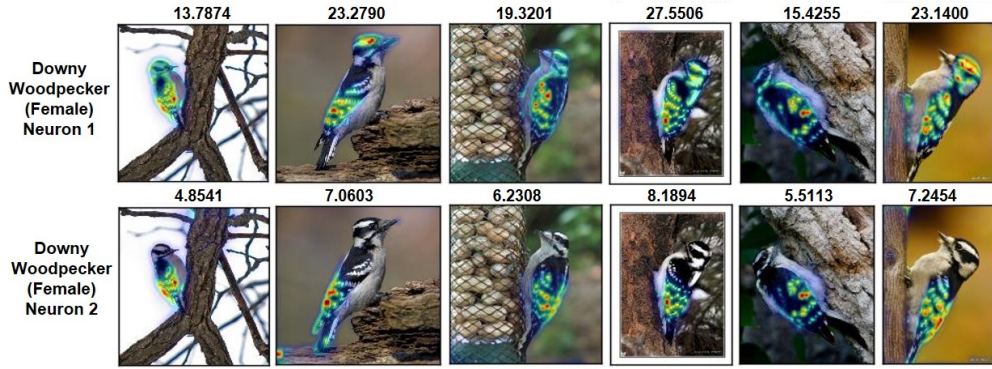 13.7874 23.2790 19.3201 27.5506 15.4255 23.1400
Downy
Woodpecker
(Female)
Neuron 1
4.8541 7.0603 6.2308 8.1894 5.5113 7.2454
Downy
Woodpecker
(Female)
Neuron 2